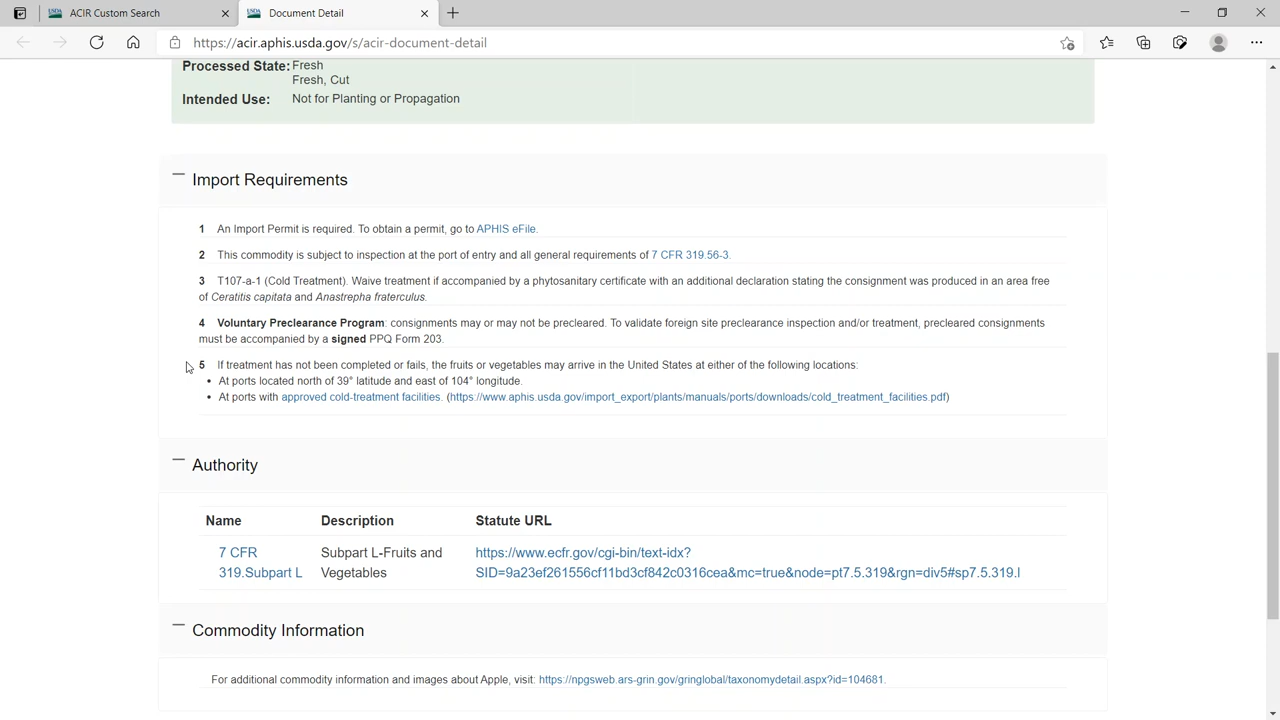 ACIR Custom Search
Document Detail
https://acir.aphis.usda.gov/s/acir-document-detail
Processed State: Fresh
Fresh, Cut
Intended Use: Not for Planting or Propagation
Import Requirements
1 An Import Permit is required. To obtain a permit, go to APHIS eFile.
2 This commodity is subject to inspection at the port of entry and all general requirements of 7 CFR 319.56-3.
3 T107-a-1 (Cold Treatment). Waive treatment if accompanied by a phytosanitary certificate with an additional declaration stating the consignment was produced in an area free
of Ceratitis capitata and Anastrepha fraterculus.
4 Voluntary Preclearance Program: consignments may or may not be precleared. To validate foreign site preclearance inspection and/or treatment, precleared consignments
must be accompanied by a signed PPQ Form 203.
5 If treatment has not been completed or fails, the fruits or vegetables may arrive in the United States at either of the following locations:
• At ports located north of 39° latitude and east of 104° longitude.
• At ports with approved cold-treatment facilities. (https://www.aphis.usda.gov/import_export/plants/manuals/ports/downloads/cold_treatment_facilities.pdf)
Authority
Name Description Statute URL
7 CFR Subpart L-Fruits and https://www.ecfr.gov/cgi-bin/text-idx?
319.Subpart L Vegetables SID=9a23ef261556cf11bd3cf842c0316cea&mc=true&node=pt7.5.319&rgn=div5#sp7.5.319.l
Commodity Information
For additional commodity information and images about Apple, visit: https://npgsweb.ars-grin.gov/gringlobal/taxonomydetail.aspx?id=104681.